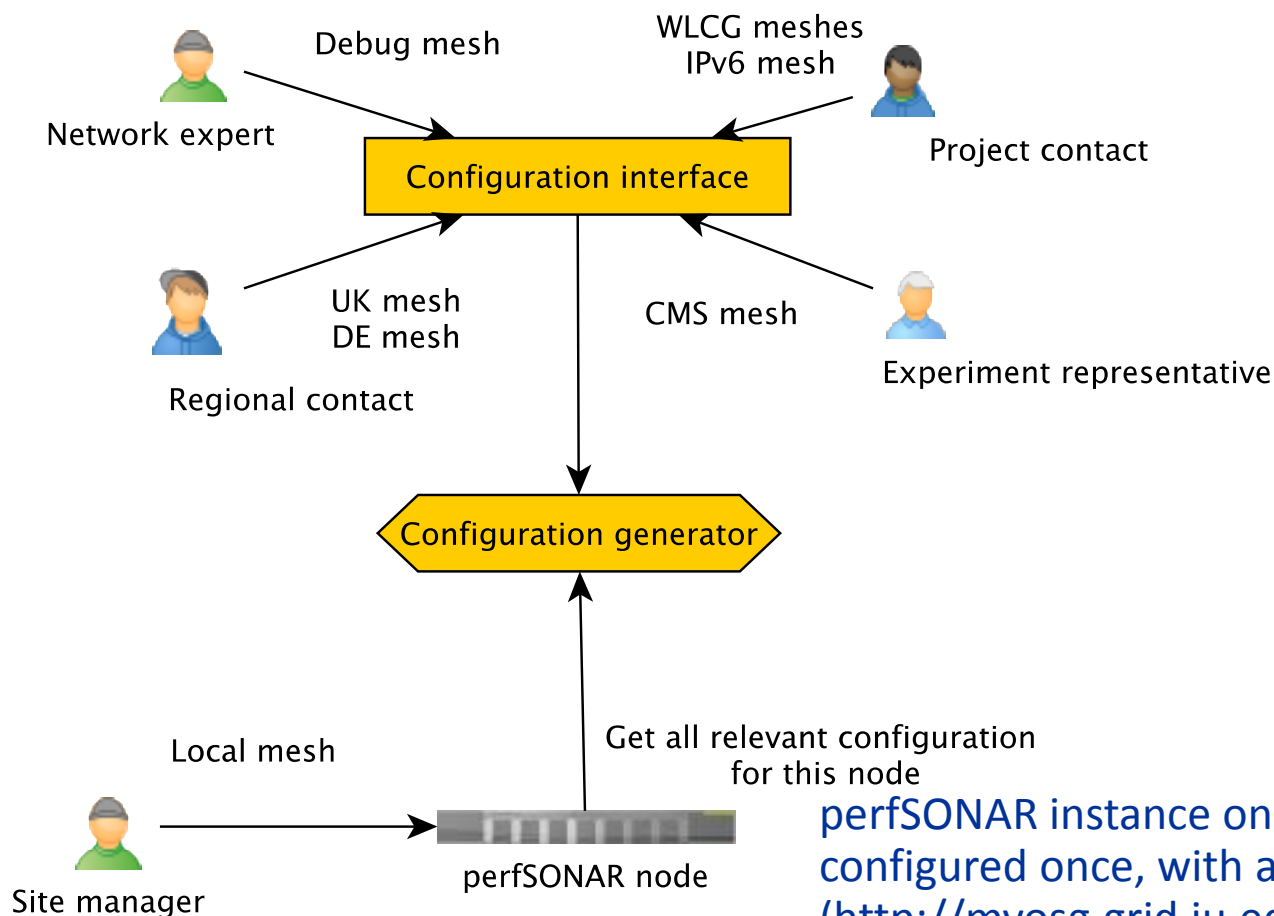 Debug mesh
WLCG meshes
IPv6 mesh
Network expert
Project contact
Configuration interface
UK mesh
DE mesh
CMS mesh
Regional contact
Experiment representative
Configuration generator
Local mesh
Get all relevant configuration
for this node
perfSONAR instance on
configured once, with a
perfSONAR node
Site manager